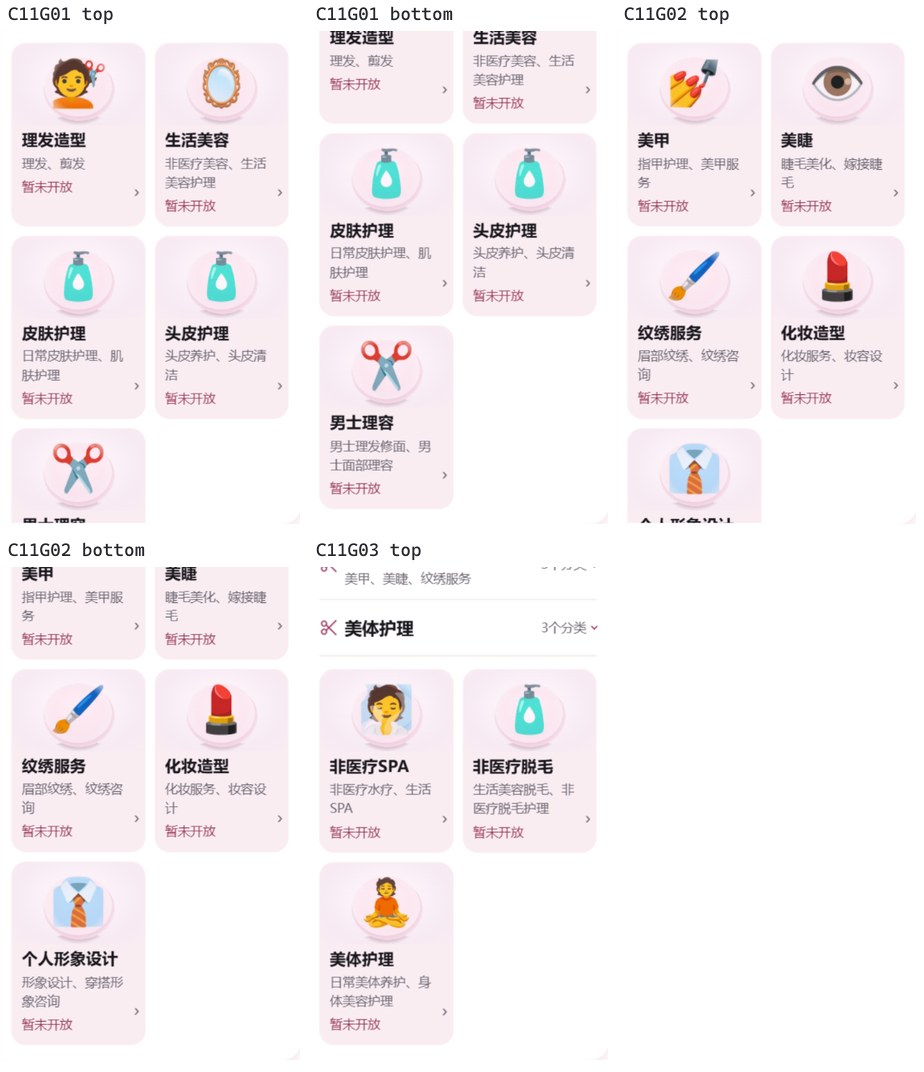 C11G01 top
理发造型
理发、剪发
暂未开放
生活美容
非医疗美容、生活
美容护理
暂未开放
皮肤护理
日常皮肤护理、肌
肤护理
暂未开放
头皮护理
头皮养护、头皮清
洁
暂未开放
男士理容
C11G01 bottom
理发造型
理发、剪发
暂未开放
生活美容
非医疗美容、生活
美容护理
暂未开放
皮肤护理
日常皮肤护理、肌
肤护理
暂未开放
头皮护理
头皮养护、头皮清
洁
暂未开放
男士理容
男士理发修面、男
士面部理容
暂未开放
C11G02 top
美甲
指甲护理、美甲服
务
暂未开放
美睫
睫毛美化、嫁接睫
毛
暂未开放
纹绣服务
眉部纹绣、纹绣咨
询
暂未开放
化妆造型
化妆服务、妆容设
计
暂未开放
个人形象设计
C11G02 bottom
美甲
指甲护理、美甲服
务
暂未开放
美睫
睫毛美化、嫁接睫
毛
暂未开放
纹绣服务
眉部纹绣、纹绣咨
询
暂未开放
化妆造型
化妆服务、妆容设
计
暂未开放
个人形象设计
形象设计、穿搭形
象咨询
暂未开放
C11G03 top
美甲、美睫、纹绣服务
美体护理
3个分类
非医疗SPA
非医疗水疗、生活
SPA
暂未开放
非医疗脱毛
生活美容脱毛、非
医疗脱毛护理
暂未开放
美体护理
日常美体养护、身
体美容护理
暂未开放